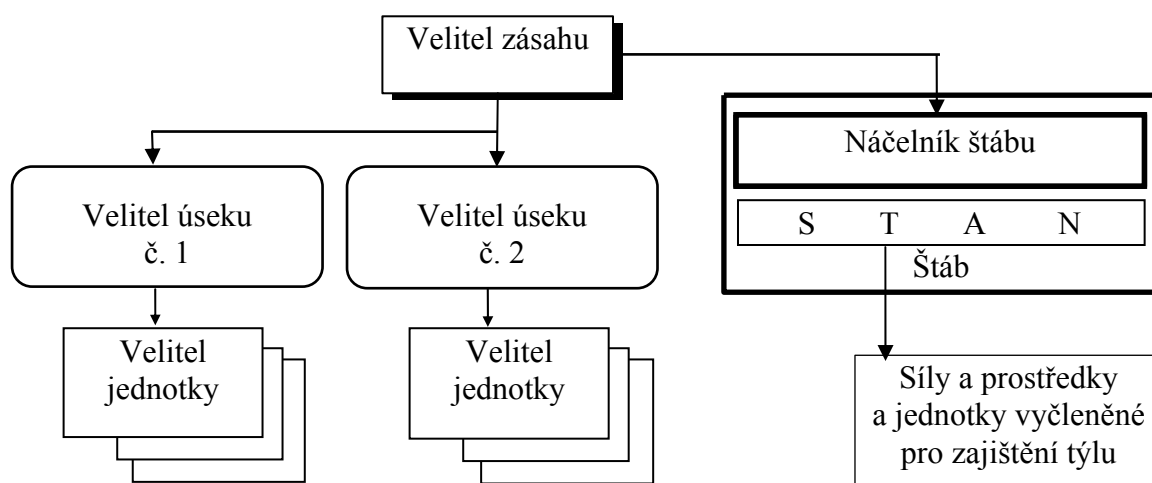 Velitel zásahu
Náčelník štábu
S T A N
Štáb
Velitel úseku
č. 1
Velitel úseku
č. 2
Velitel
jednotky
Velitel
jednotky
Síly a prostředky
a jednotky vyčleněné
pro zajištění týlu